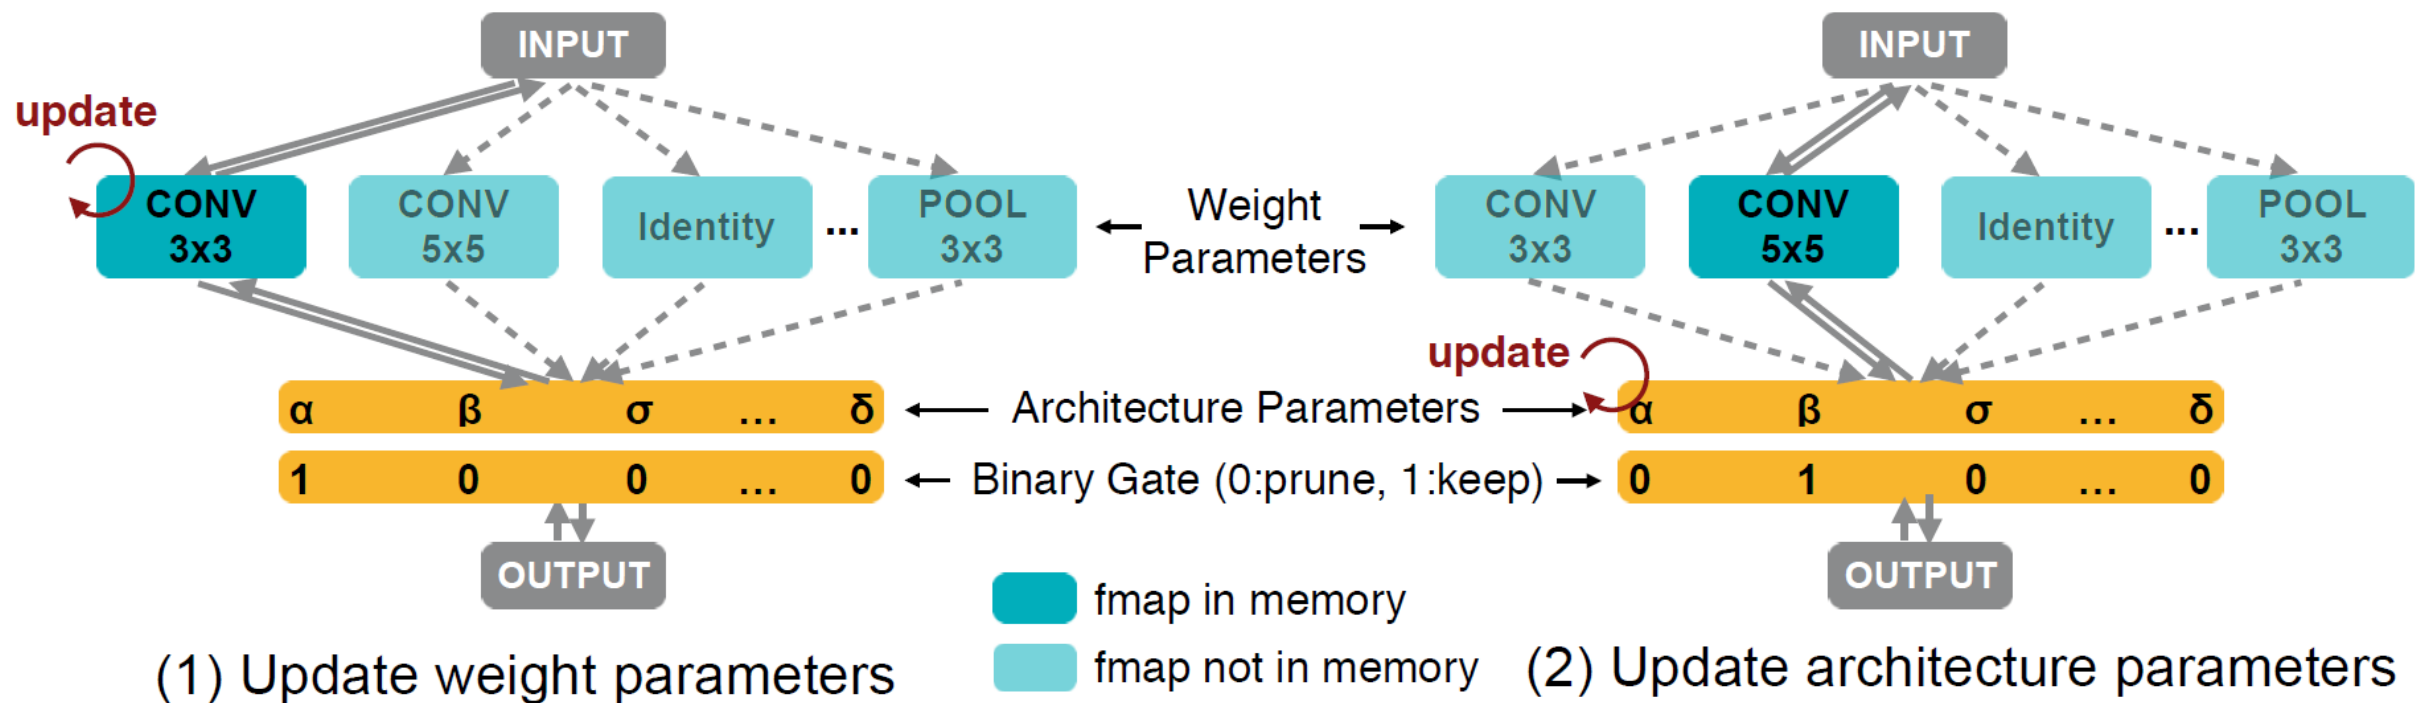 INPUT
INPUT
update
CONV
3x3
CONV
5x5
Identity
...
POOL
3x3
Weight
Parameters
CONV
3x3
CONV
5x5
Identity
...
POOL
3x3
update
α β σ ... δ
Architecture Parameters
α β σ ... δ
1 0 0 ... 0
Binary Gate (0:prune, 1:keep)
0 1 0 ... 0
OUTPUT
OUTPUT
fmap in memory
fmap not in memory
(1) Update weight parameters
(2) Update architecture parameters